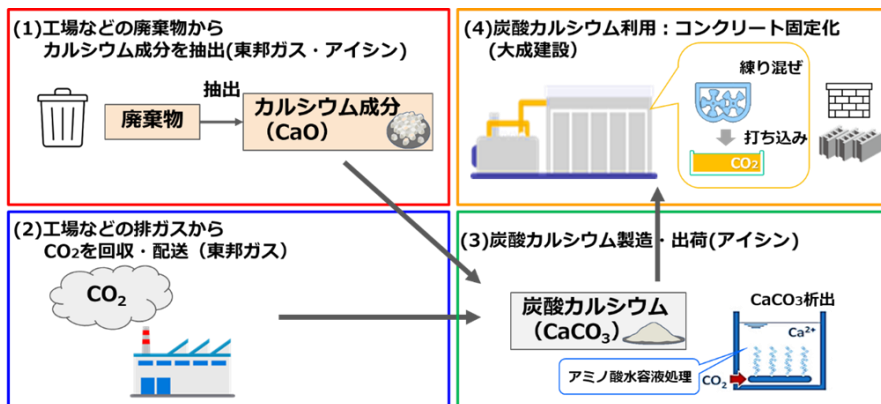 (1)工場などの廃棄物から
カルシウム成分を抽出(東邦ガス・アイシン)
廃棄物
抽出
カルシウム成分
(CaO)
(2)工場などの排ガスから
CO₂を回収・配送（東邦ガス）
CO₂
(3)炭酸カルシウム製造・出荷(アイシン)
炭酸カルシウム
(CaCO₃)
アミノ酸水溶液処理
CaCO₃析出
Ca²⁺
CO₂
(4)炭酸カルシウム利用：コンクリート固定化
(大成建設)
練り混ぜ
打ち込み
CO₂